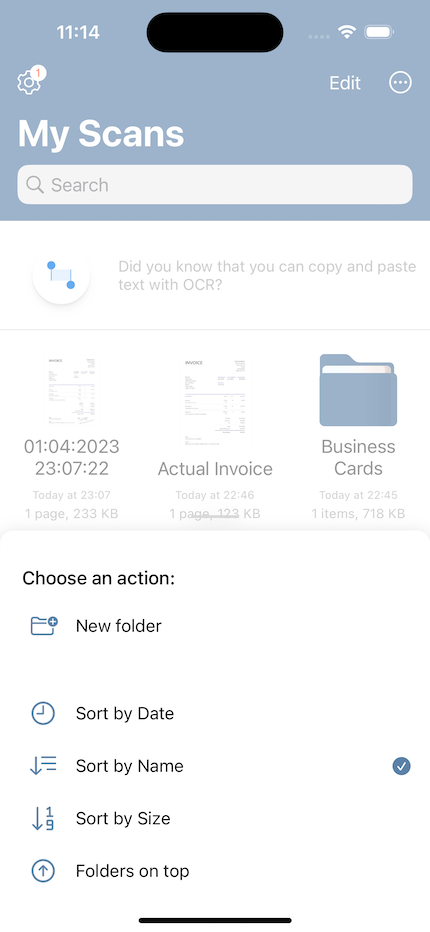 11:14
1
Edit
My Scans
Search
Did you know that you can copy and paste
text with OCR?
INVOICE
INVOICE
01:04:2023
23:07:22
Actual Invoice
Business
Cards
Today at 23:07
Today at 22:46
Today at 22:45
1 page, 233 KB
1 page, 123 KB
1 items, 718 KB
Choose an action:
New folder
Sort by Date
Sort by Name
1
9
Sort by Size
Folders on top